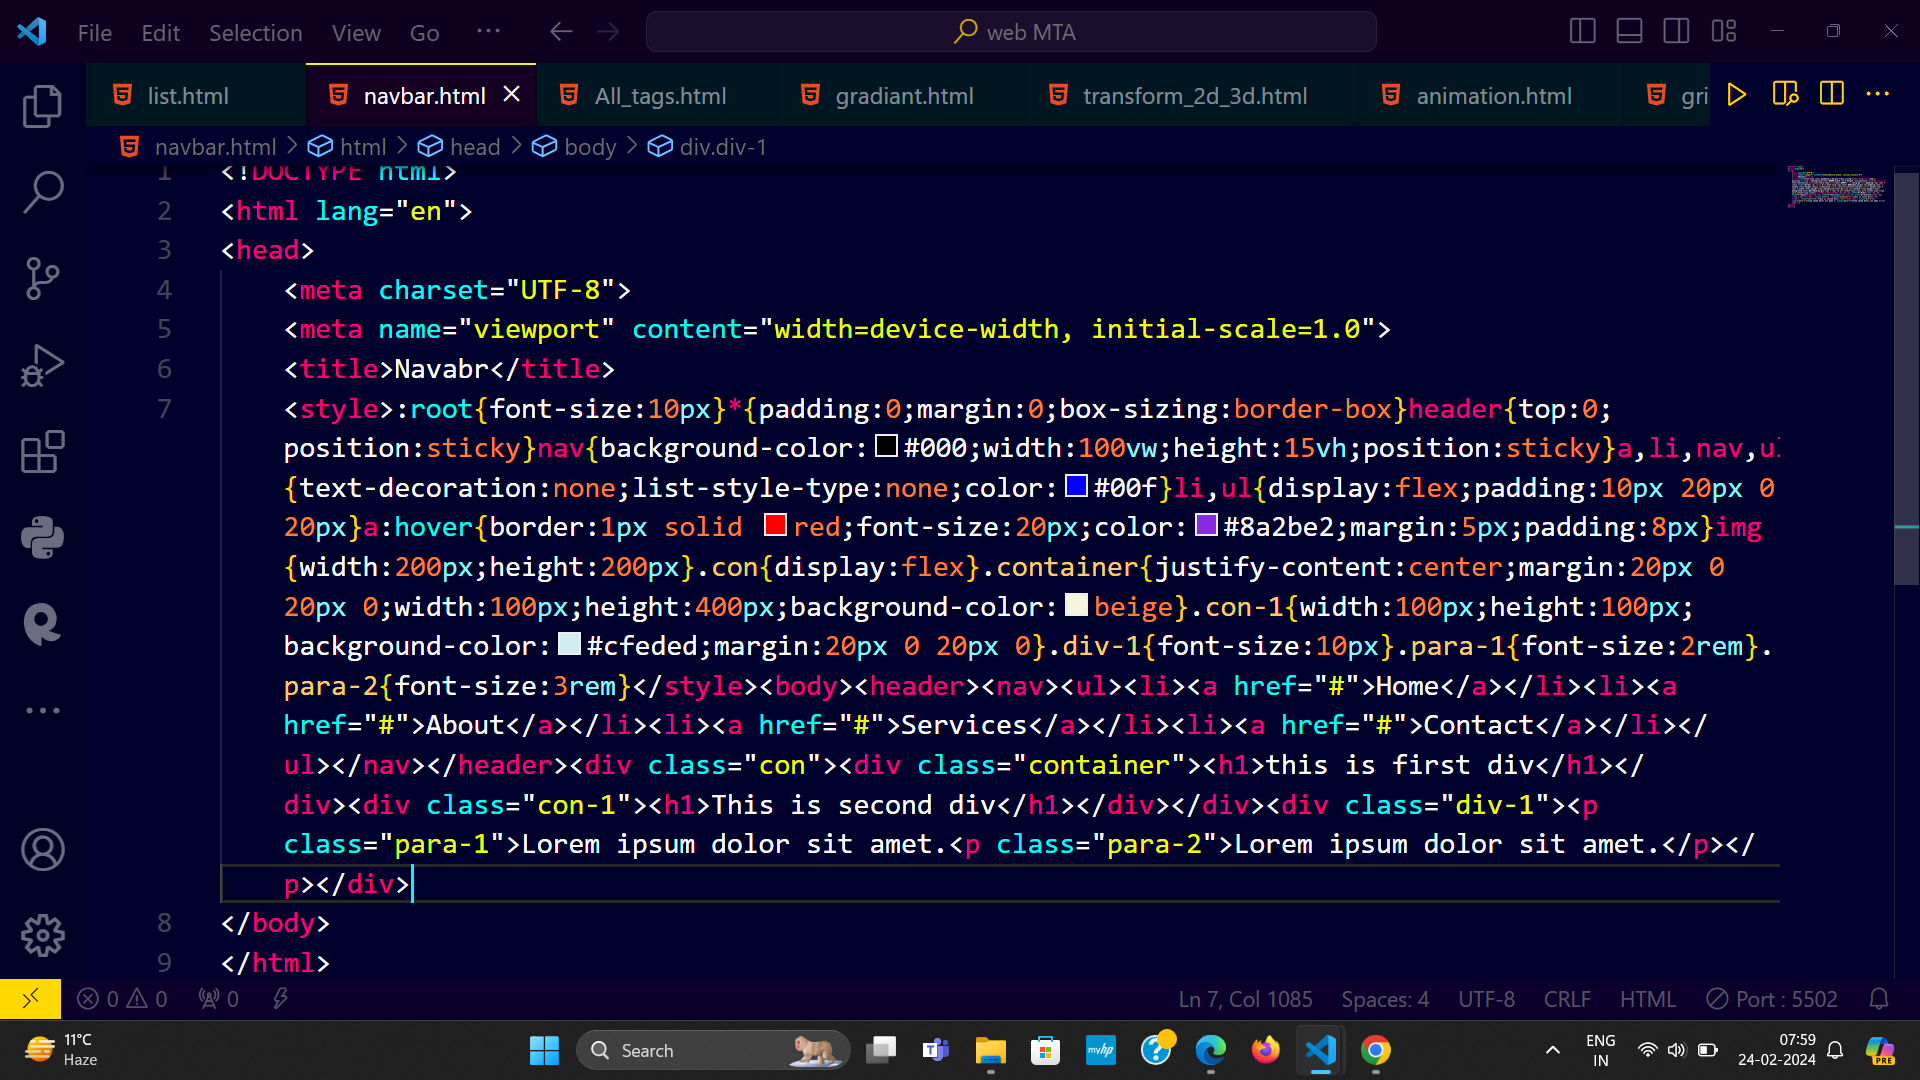 File Edit Selection View Go ··· web MTA
list.html navbar.html All_tags.html gradiant.html transform_2d_3d.html animation.html gri
navbar.html > html > head > body > div.div-1
1 <!DOCTYPE html>
2 <html lang="en">
3 <head>
4 <meta charset="UTF-8">
5 <meta name="viewport" content="width=device-width, initial-scale=1.0">
6 <title>Navabr</title>
7 <style>:root{font-size:10px}*{padding:0;margin:0;box-sizing:border-box}header{top:0;
position:sticky}nav{background-color:#000;width:100vw;height:15vh;position:sticky}a,li,nav,ul
{text-decoration:none;list-style-type:none;color:#00f}li,ul{display:flex;padding:10px 20px 0
20px}a:hover{border:1px solid red;font-size:20px;color:#8a2be2;margin:5px;padding:8px}img
{width:200px;height:200px}.con{display:flex}.container{justify-content:center;margin:20px 0
20px 0;width:100px;height:400px;background-color:beige}.con-1{width:100px;height:100px;
background-color:#cfeded;margin:20px 0 20px 0}.div-1{font-size:10px}.para-1{font-size:2rem}.
para-2{font-size:3rem}</style><body><header><nav><ul><li><a href="#">Home</a></li><li><a
href="#">About</a></li><li><a href="#">Services</a></li><li><a href="#">Contact</a></li></
ul></nav></header><div class="con"><div class="container"><h1>this is first div</h1></
div><div class="con-1"><h1>This is second div</h1></div></div><div class="div-1"><p
class="para-1">Lorem ipsum dolor sit amet.<p class="para-2">Lorem ipsum dolor sit amet.</p></
p></div>
8 </body>
9 </html>
0 0 0 Ln 7, Col 1085 Spaces: 4 UTF-8 CRLF HTML Port : 5502
11°C
Haze
Search
myhp
ENG
IN
07:59
24-02-2024
PRE